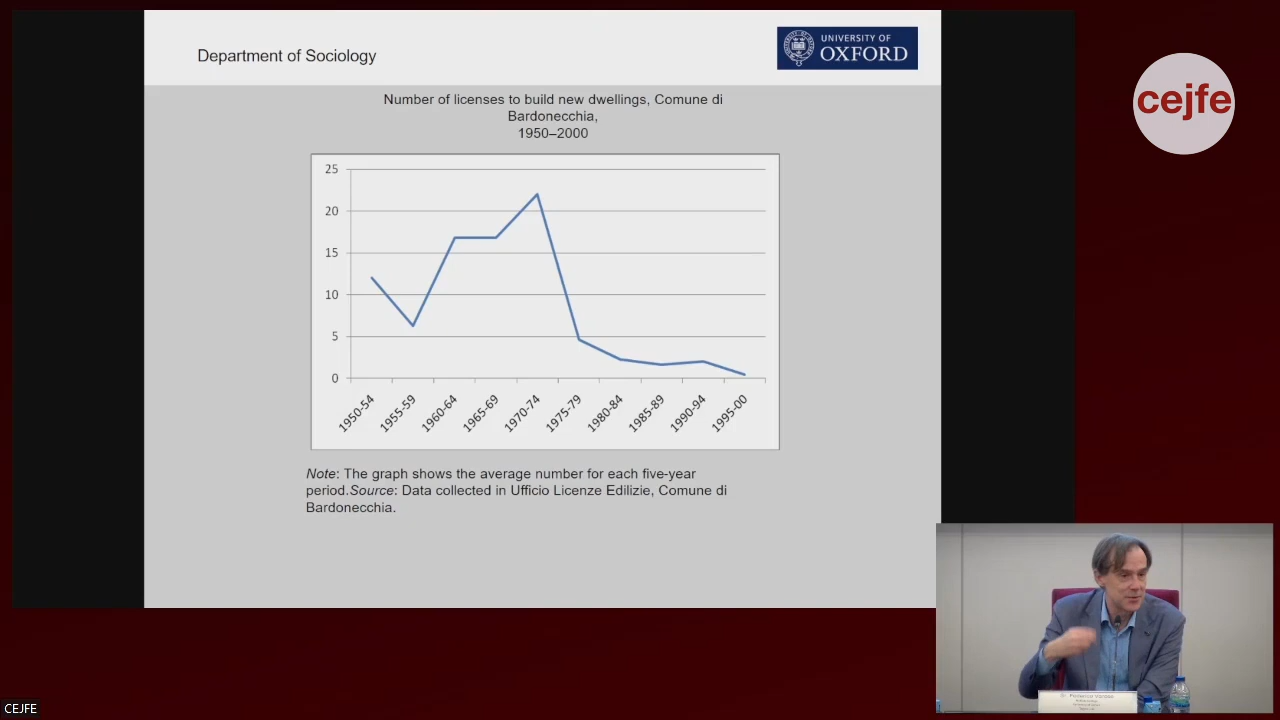 Department of Sociology
UNIVERSITY OF
OXFORD
cejfe
Number of licenses to build new dwellings, Comune di
Bardonecchia,
1950–2000
25
20
15
10
5
0
1950-54
1955-59
1960-64
1965-69
1970-74
1975-79
1980-84
1985-89
1990-94
1995-00
Note: The graph shows the average number for each five-year
period.Source: Data collected in Ufficio Licenze Edilizie, Comune di
Bardonecchia.
CEJFE